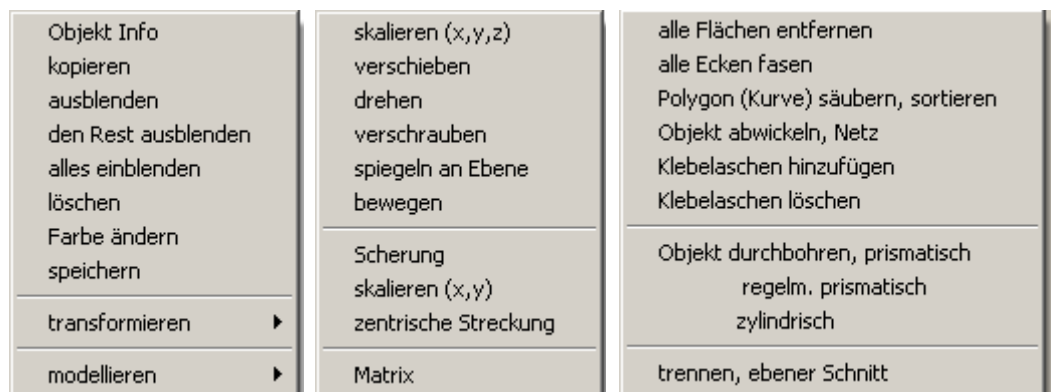 Objekt Info
kopieren
ausblenden
den Rest ausblenden
alles einblenden
löschen
Farbe ändern
speichern
transformieren
modellieren
skalieren (x,y,z)
verschieben
drehen
verschrauben
spiegeln an Ebene
bewegen
Scherung
skalieren (x,y)
zentrische Streckung
Matrix
alle Flächen entfernen
alle Ecken fasen
Polygon (Kurve) säubern, sortieren
Objekt abwickeln, Netz
Klebelaschen hinzufügen
Klebelaschen löschen
Objekt durchbohren, prismatisch
regelm. prismatisch
zylindrisch
trennen, ebener Schnitt